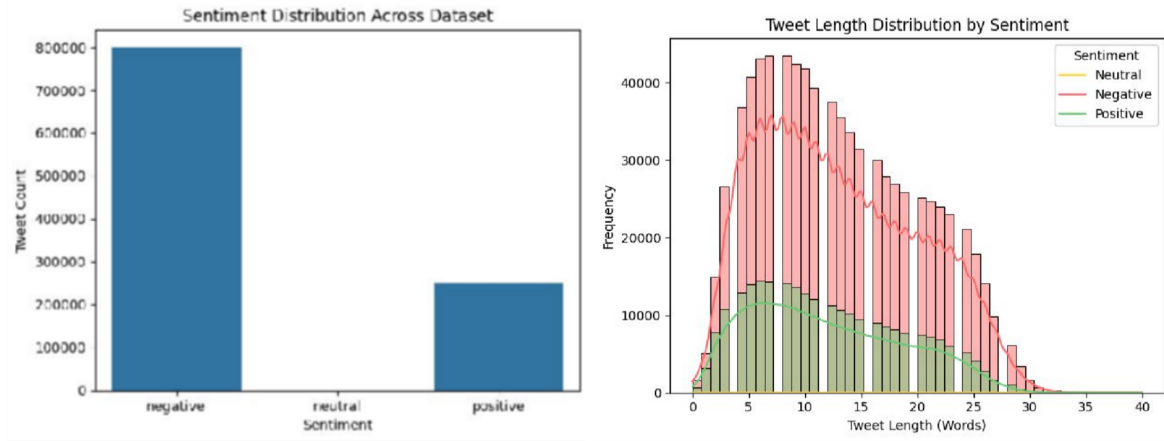 Sentiment Distribution Across Dataset
800000
700000
600000
500000
400000
300000
200000
100000
0
Tweet Count
negative neutral positive
Sentiment
Tweet Length Distribution by Sentiment
Sentiment
Neutral
Negative
Positive
40000
30000
20000
10000
0
Frequency
0 5 10 15 20 25 30 35 40
Tweet Length (Words)